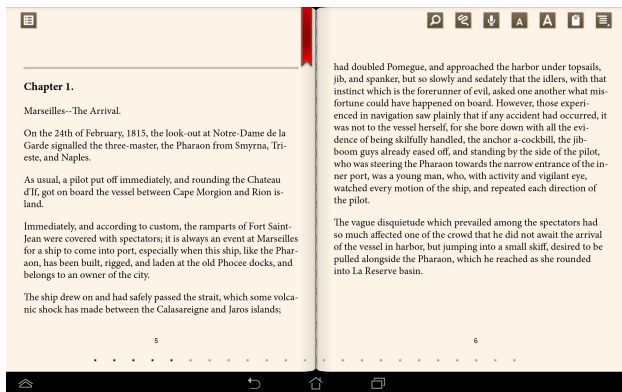 Chapter 1.
Marseilles--The Arrival.
On the 24th of February, 1815, the look-out at Notre-Dame de la
Garde signalled the three-master, the Pharaon from Smyrna, Tri-
este, and Naples.
As usual, a pilot put off immediately, and rounding the Chateau
d'If, got on board the vessel between Cape Morgion and Rion is-
land.
Immediately, and according to custom, the ramparts of Fort Saint-
Jean were covered with spectators; it is always an event at Marseilles
for a ship to come into port, especially when this ship, like the Phar-
aon, has been built, rigged, and laden at the old Phocee docks, and
belongs to an owner of the city.
The ship drew on and had safely passed the strait, which some volca-
nic shock has made between the Calasareigne and Jaros islands;
5
A
A
had doubled Pomegue, and approached the harbor under topsails,
jib, and spanker, but so slowly and sedately that the idlers, with that
instinct which is the forerunner of evil, asked one another what mis-
fortune could have happened on board. However, those experi-
enced in navigation saw plainly that if any accident had occurred, it
was not to the vessel herself, for she bore down with all the evi-
dence of being skilfully handled, the anchor a-cockbill, the jib-
boom guys already eased off, and standing by the side of the pilot,
who was steering the Pharaon towards the narrow entrance of the in-
ner port, was a young man, who, with activity and vigilant eye,
watched every motion of the ship, and repeated each direction of
the pilot.
The vague disquietude which prevailed among the spectators had
so much affected one of the crowd that he did not await the arrival
of the vessel in harbor, but jumping into a small skiff, desired to be
pulled alongside the Pharaon, which he reached as she rounded
into La Reserve basin.
6